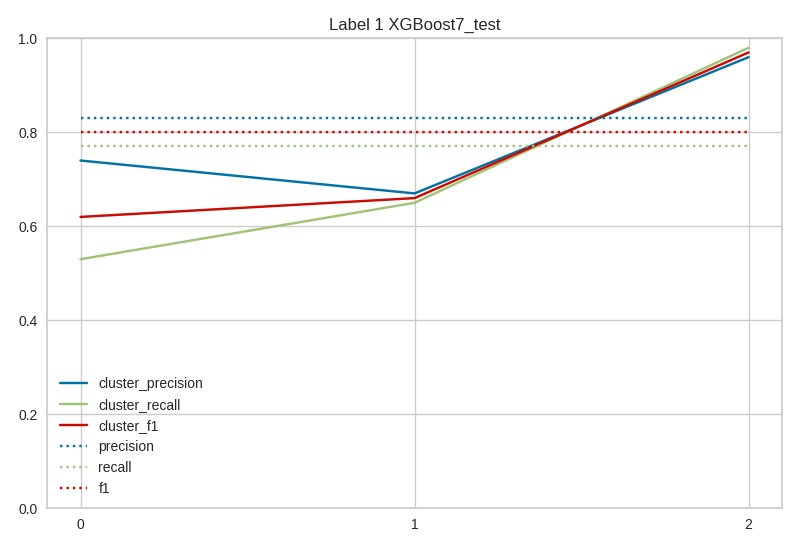 Label 1 XGBoost7_test
1.0
0.8
0.6
0.4
0.2
0.0
cluster_precision
cluster_recall
cluster_f1
precision
recall
f1
0 1 2